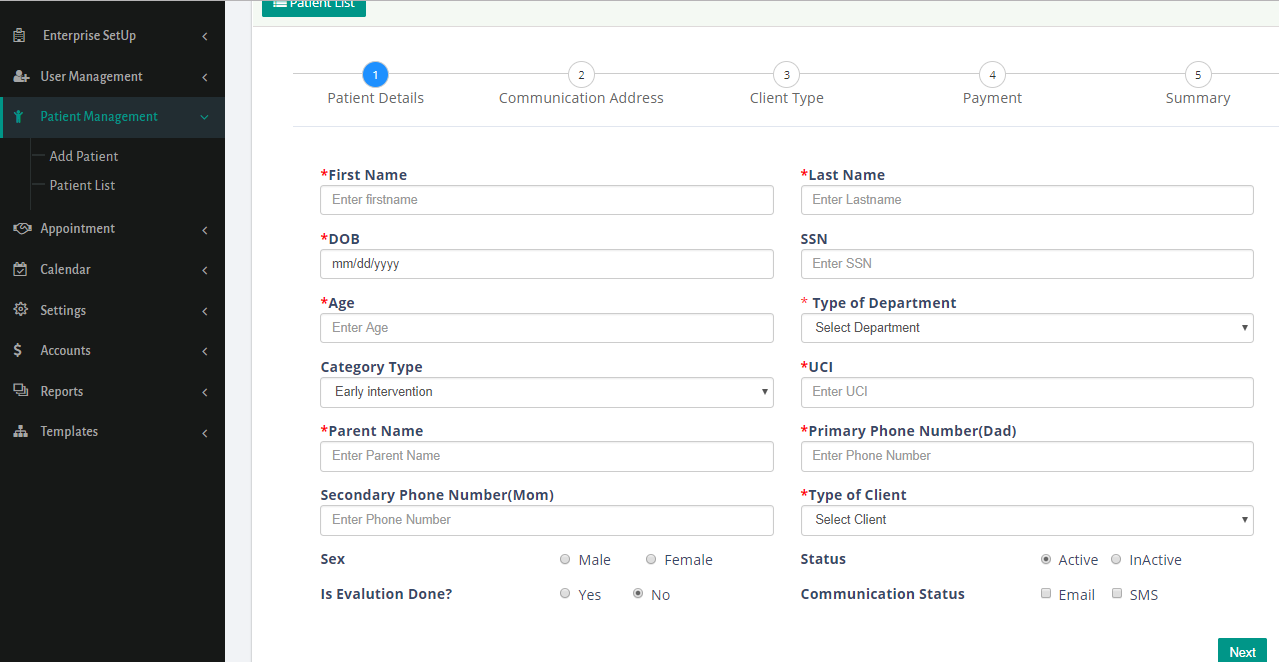 Patient List
Enterprise SetUp
User Management
Patient Management
Add Patient
Patient List
Appointment
Calendar
Settings
Accounts
Reports
Templates
1 2 3 4 5
Patient Details Communication Address Client Type Payment Summary
*First Name *Last Name
Enter firstname Enter Lastname
*DOB SSN
mm/dd/yyyy Enter SSN
*Age * Type of Department
Enter Age Select Department
Category Type *UCI
Early intervention Enter UCI
*Parent Name *Primary Phone Number(Dad)
Enter Parent Name Enter Phone Number
Secondary Phone Number(Mom) *Type of Client
Enter Phone Number Select Client
Sex Male Female Status Active InActive
Is Evalution Done? Yes No Communication Status Email SMS
Next